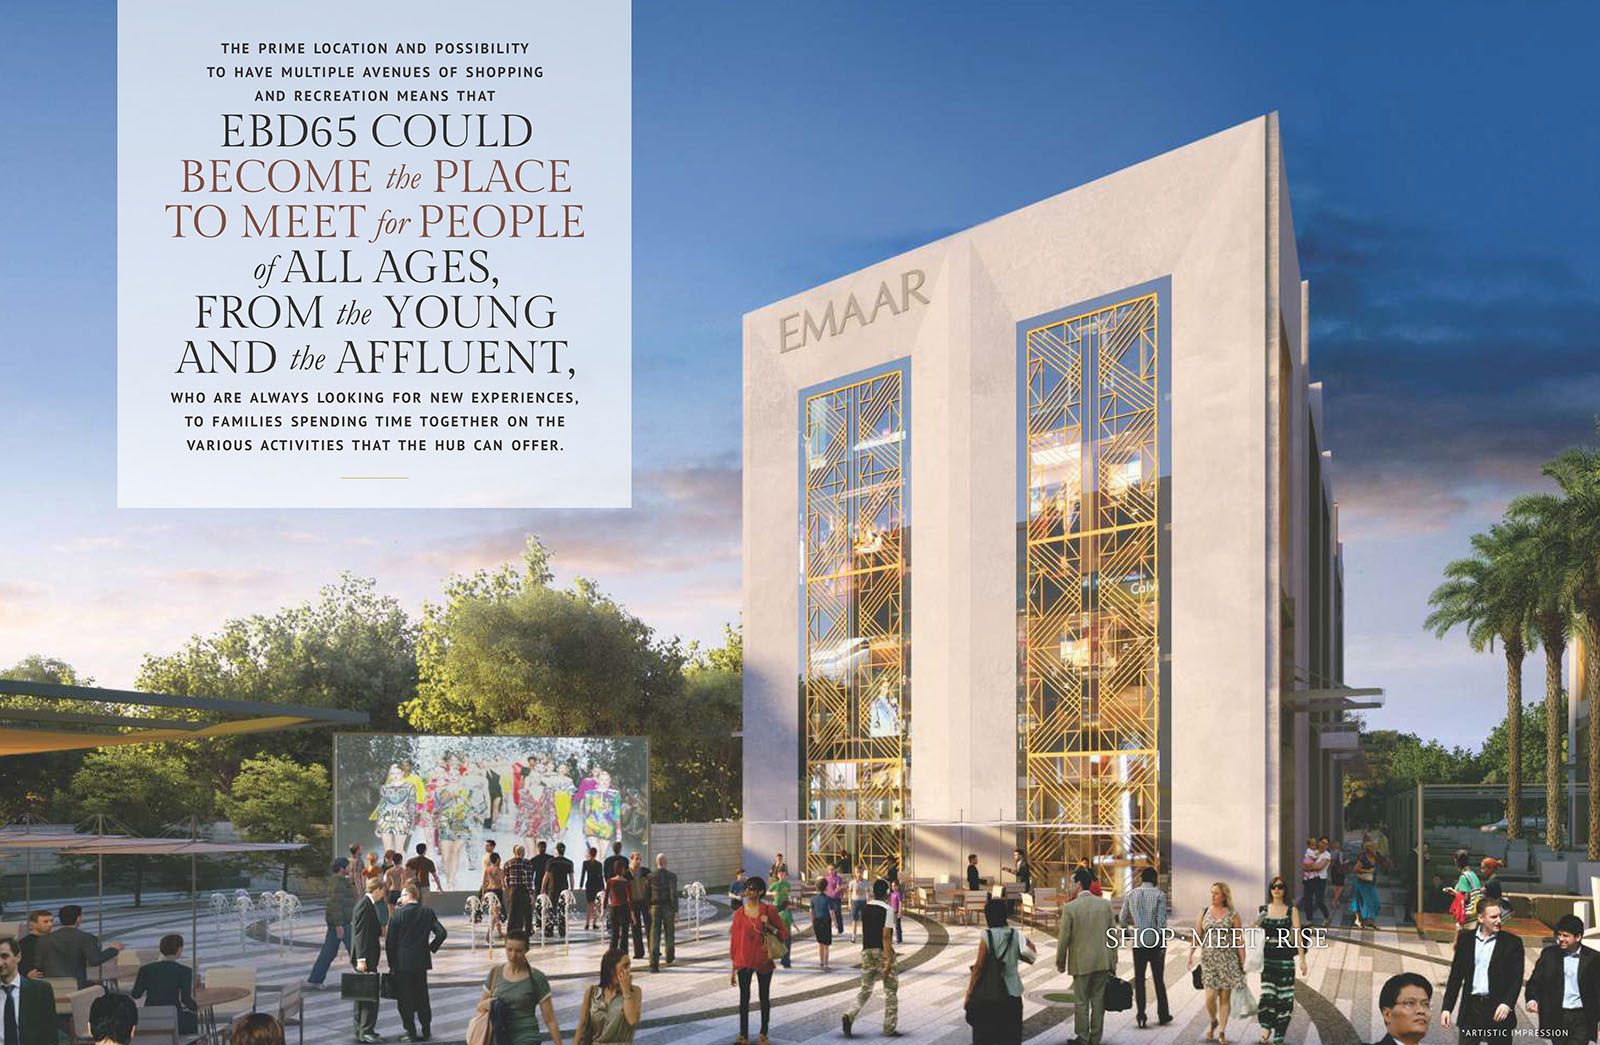 THE PRIME LOCATION AND POSSIBILITY
TO HAVE MULTIPLE AVENUES OF SHOPPING
AND RECREATION MEANS THAT
EBD65 COULD
BECOME the PLACE
TO MEET for PEOPLE
of ALL AGES,
FROM the YOUNG
AND the AFFLUENT,
WHO ARE ALWAYS LOOKING FOR NEW EXPERIENCES,
TO FAMILIES SPENDING TIME TOGETHER ON THE
VARIOUS ACTIVITIES THAT THE HUB CAN OFFER.
EMAAR
Calv
SHOP · MEET · RISE
*ARTISTIC IMPRESSION